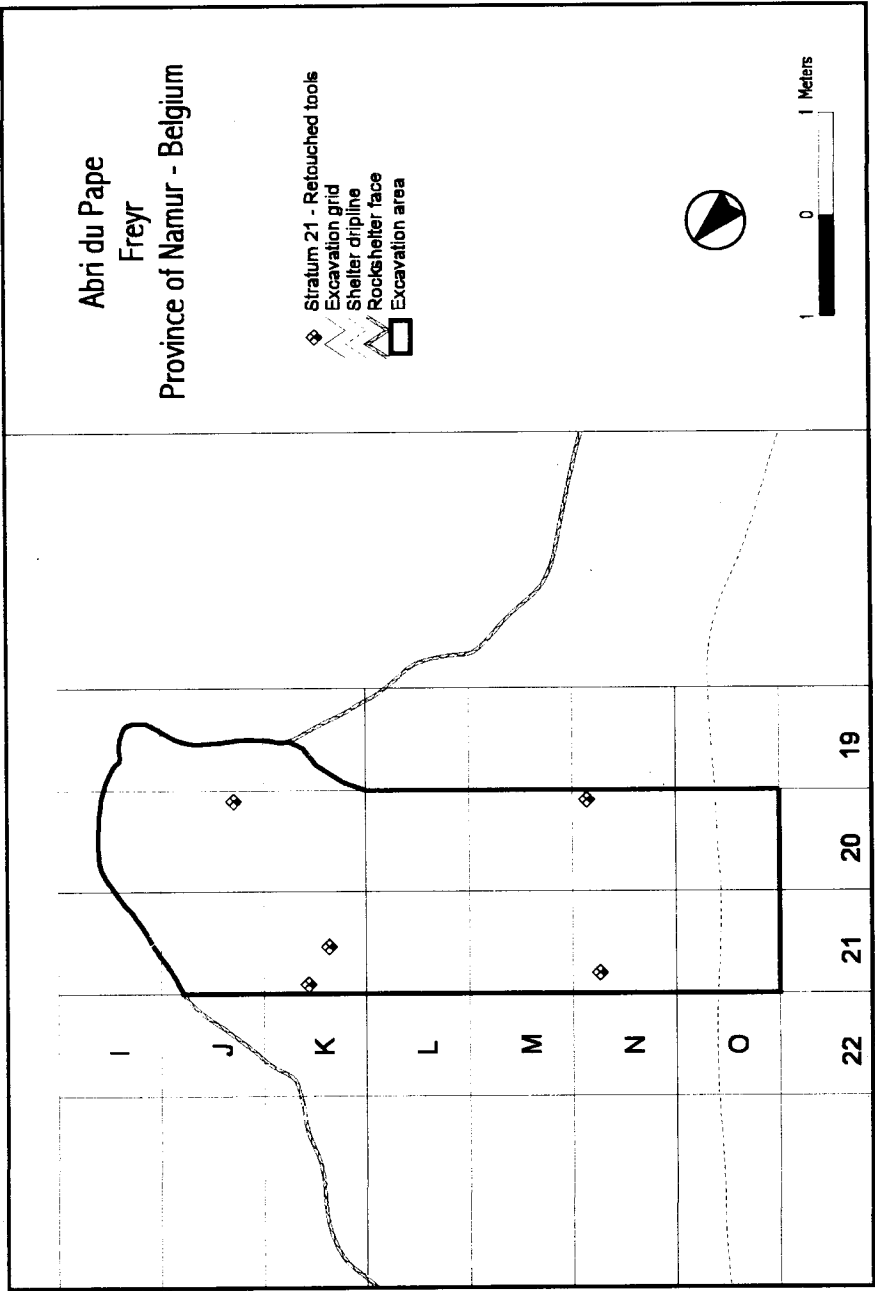 Abri du Pape
Freyr
Province of Namur - Belgium
Stratum 21 - Retouched tools
Excavation grid
Shelter dripline
Rockshelter face
Excavation area
1 0 1 Meters
I
J
K
L
M
N
O
22 21 20 19